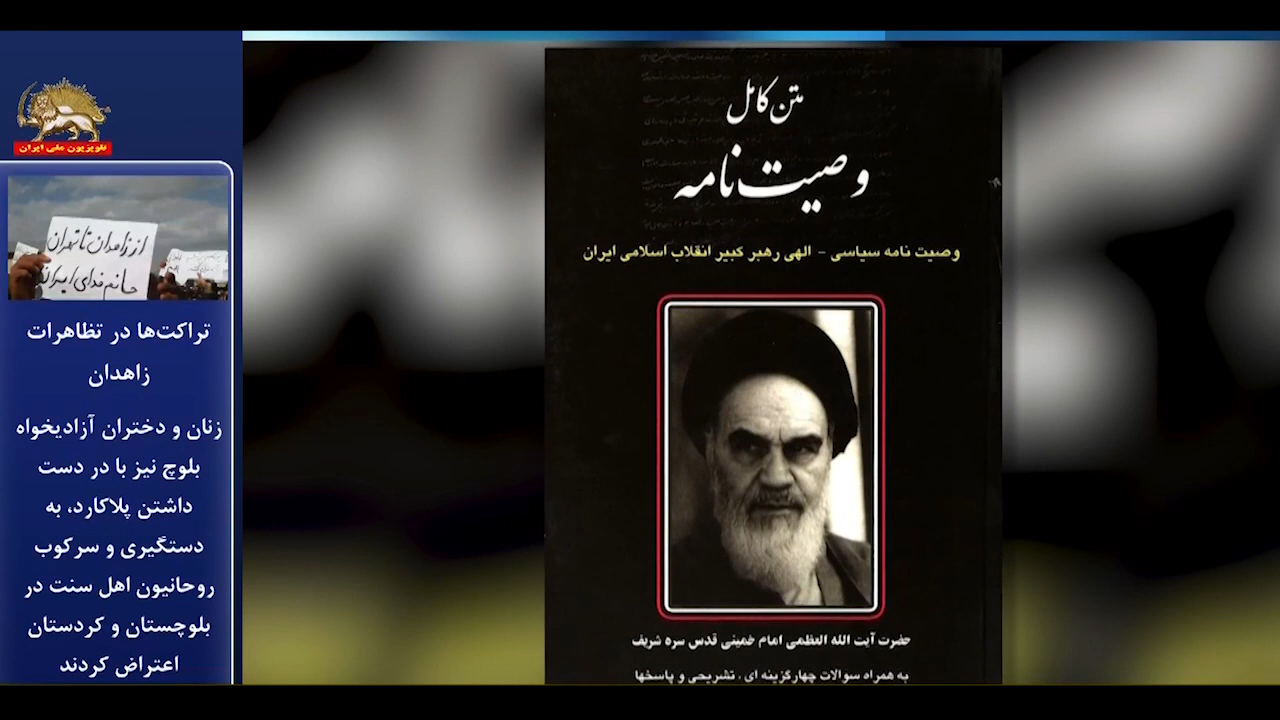 متن کامل
وصیت‌نامه
وصیت نامه سیاسی - الهی رهبر کبیر انقلاب اسلامی ایران
حضرت آیت الله العظمی امام خمینی قدس سره شریف
به همراه سوالات چهارگزینه ای ، تشریحی و پاسخها
تلویزیون ملی ایران
از زاهدان تا تهران
جانم فدای ایران
تراکت‌ها در تظاهرات
زاهدان
زنان و دختران آزادیخواه
بلوچ نیز با در دست
داشتن پلاکارد، به
دستگیری و سرکوب
روحانیون اهل سنت در
بلوچستان و کردستان
اعتراض کردند